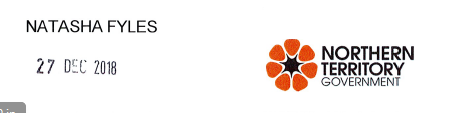 NATASHA FYLES
27 DEC 2018
NORTHERN
TERRITORY
GOVERNMENT